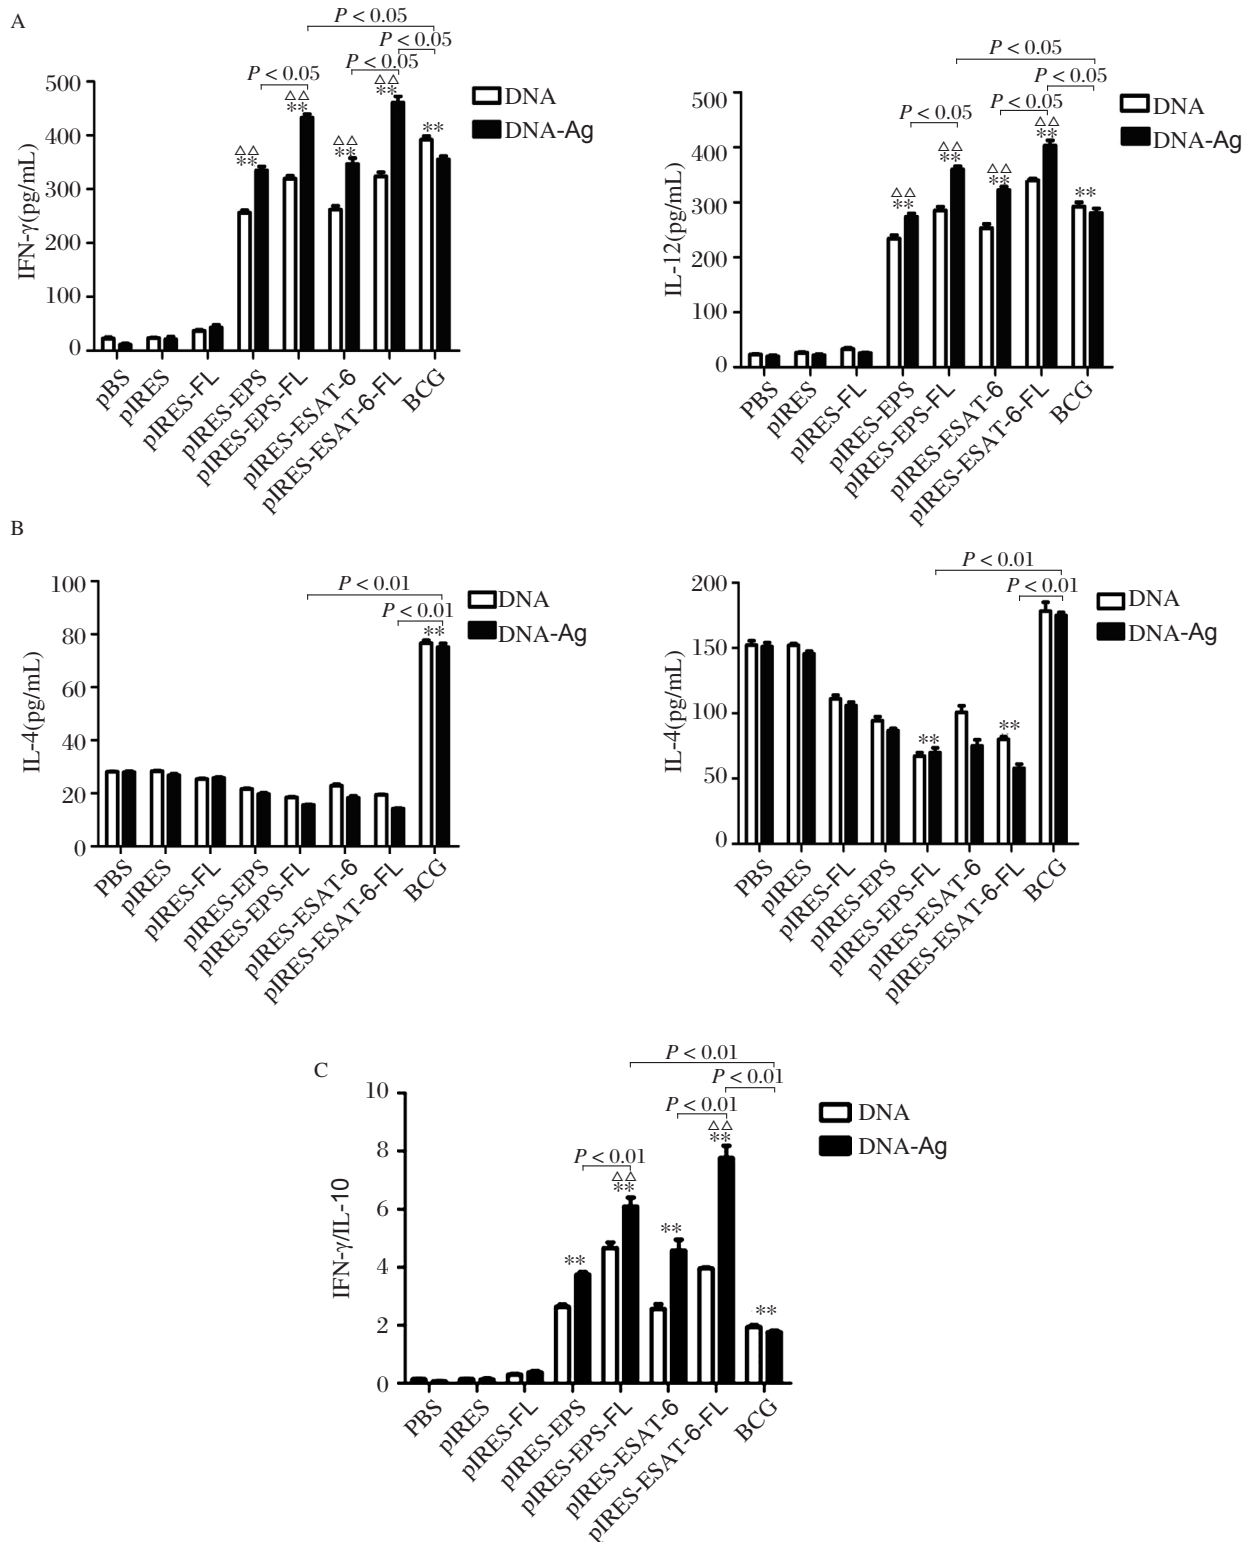 A
P < 0.05
P < 0.05
P < 0.05
P < 0.05
△△
**
△△
**
△△
**
△△
**
**
IFN-γ(pg/mL)
500
400
300
200
100
0
DNA
DNA-Ag
pBS
pIRES
pIRES-FL
pIRES-EPS
pIRES-EPS-FL
pIRES-ESAT-6
pIRES-ESAT-6-FL
BCG
P < 0.05
P < 0.05
P < 0.05
P < 0.05
△△
**
△△
**
△△
**
△△
**
**
IL-12(pg/mL)
500
400
300
200
100
0
DNA
DNA-Ag
PBS
pIRES
pIRES-FL
pIRES-EPS
pIRES-EPS-FL
pIRES-ESAT-6
pIRES-ESAT-6-FL
BCG
B
P < 0.01
P < 0.01
**
IL-4(pg/mL)
100
80
60
40
20
0
DNA
DNA-Ag
PBS
pIRES
pIRES-FL
pIRES-EPS
pIRES-EPS-FL
pIRES-ESAT-6
pIRES-ESAT-6-FL
BCG
P < 0.01
P < 0.01
**
**
IL-4(pg/mL)
200
150
100
50
0
DNA
DNA-Ag
PBS
pIRES
pIRES-FL
pIRES-EPS
pIRES-EPS-FL
pIRES-ESAT-6
pIRES-ESAT-6-FL
BCG
C
P < 0.01
P < 0.01
P < 0.01
P < 0.01
**
△△
**
**
△△
**
**
IFN-γ/IL-10
10
8
6
4
2
0
DNA
DNA-Ag
PBS
pIRES
pIRES-FL
pIRES-EPS
pIRES-EPS-FL
pIRES-ESAT-6
pIRES-ESAT-6-FL
BCG